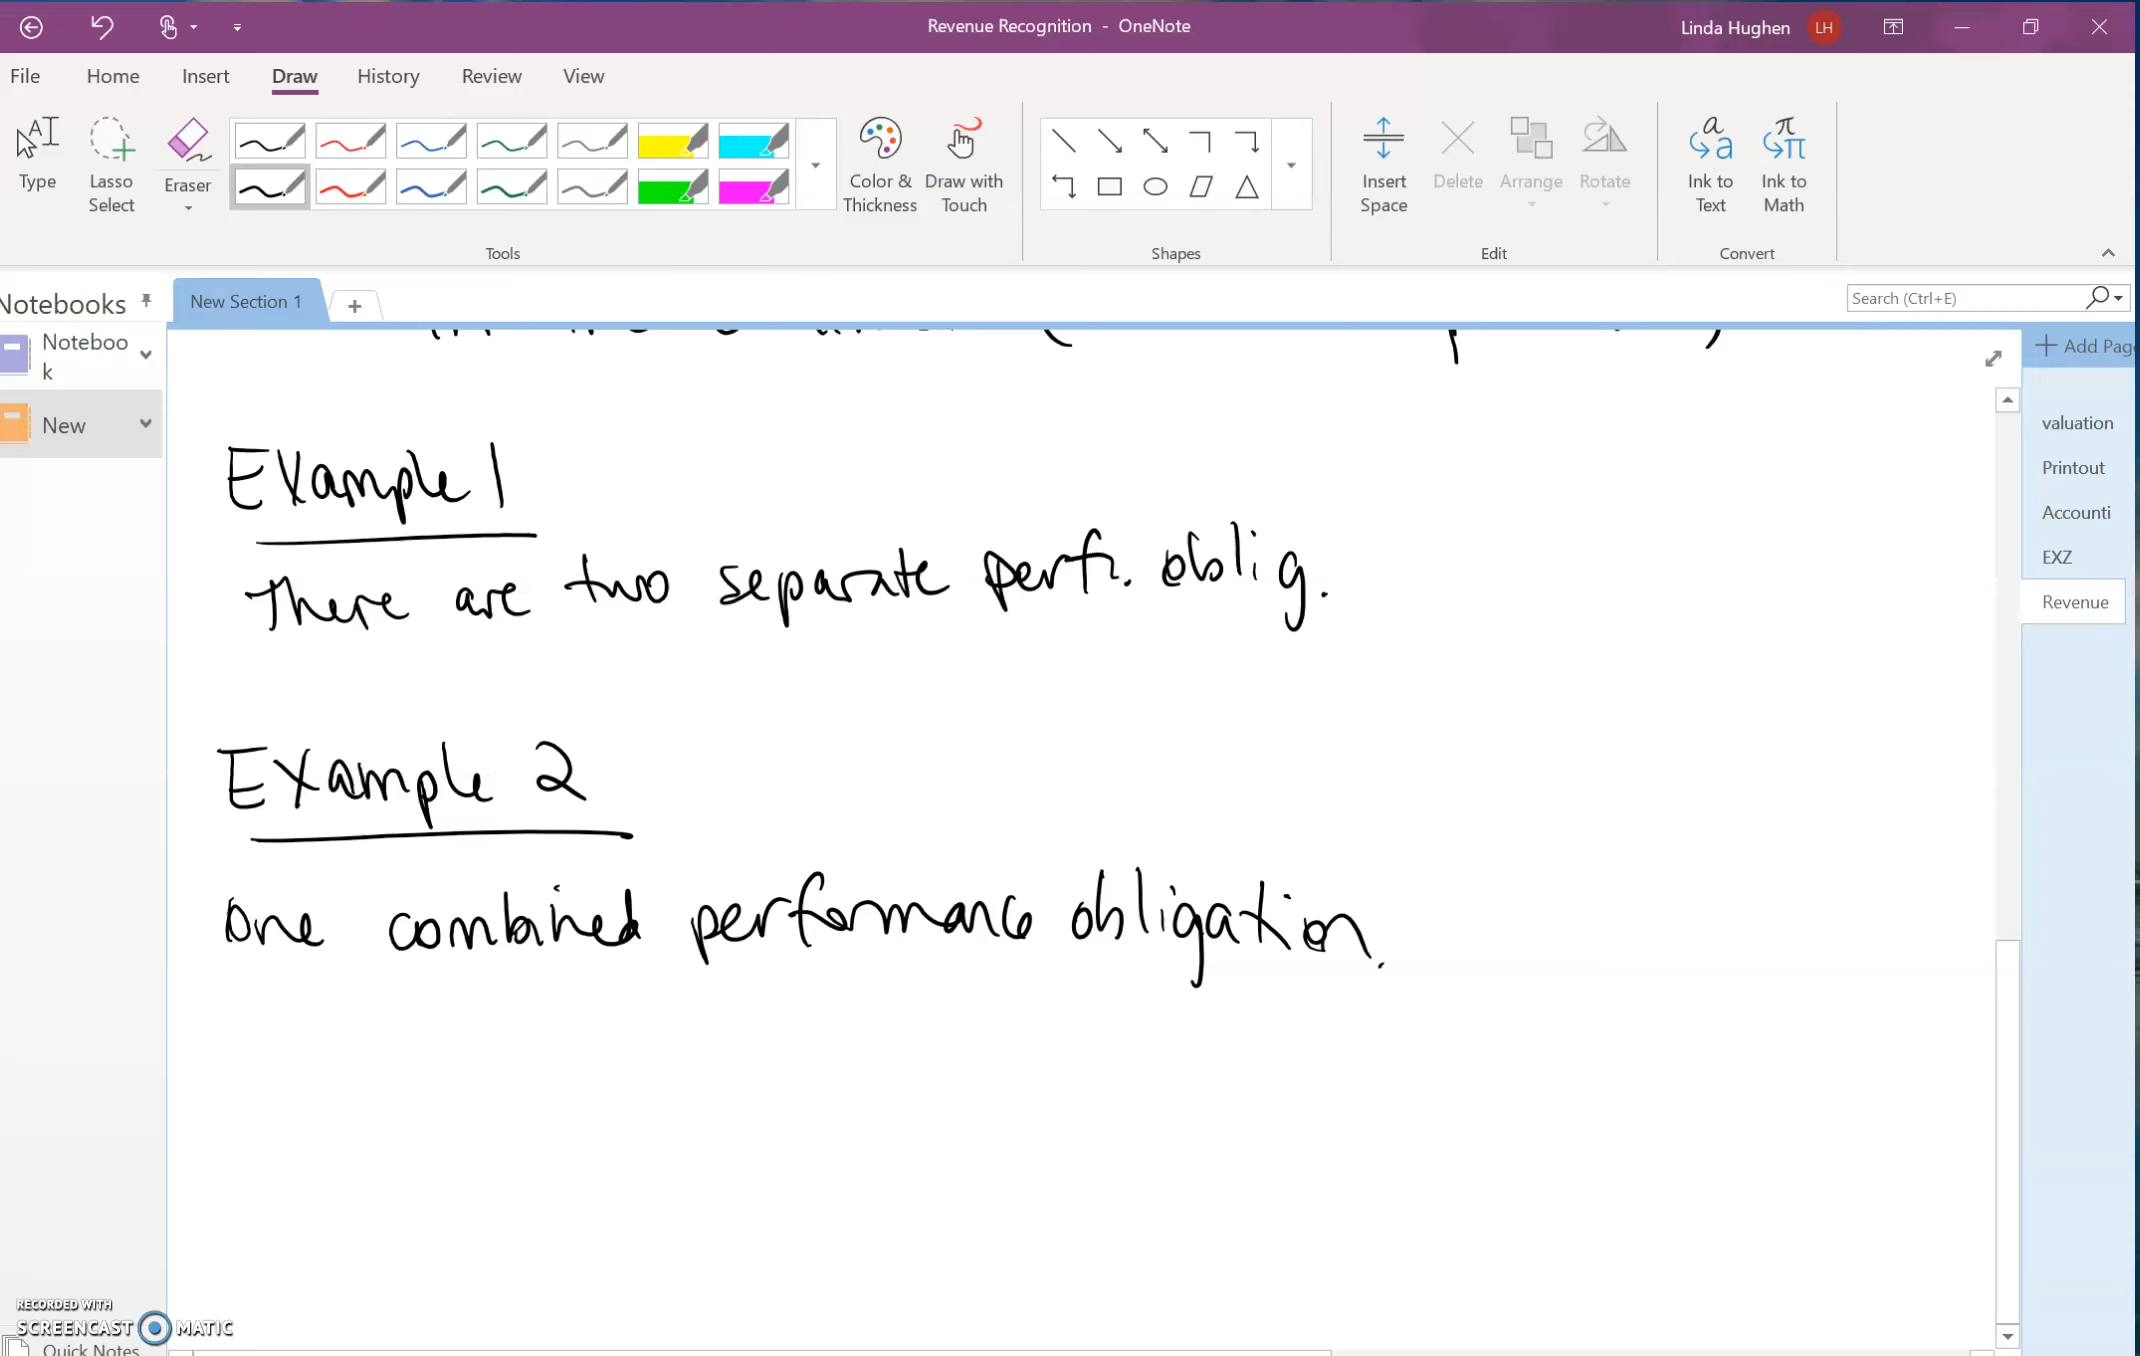 Revenue Recognition - OneNote
Linda Hughen LH
File Home Insert Draw History Review View
Type
Lasso Select
Eraser
Color & Thickness
Draw with Touch
Insert Space
Delete
Arrange
Rotate
Ink to Text
Ink to Math
Tools Shapes Edit Convert
Notebooks
New Section 1
Search (Ctrl+E)
Noteboo
k
New
Add Pag
valuation
Printout
Accounti
EXZ
Revenue
Example 1
There are two separate perf. oblig.
Example 2
one combined performance obligation.
RECORDED WITH
SCREENCAST MATIC
Quick Notes